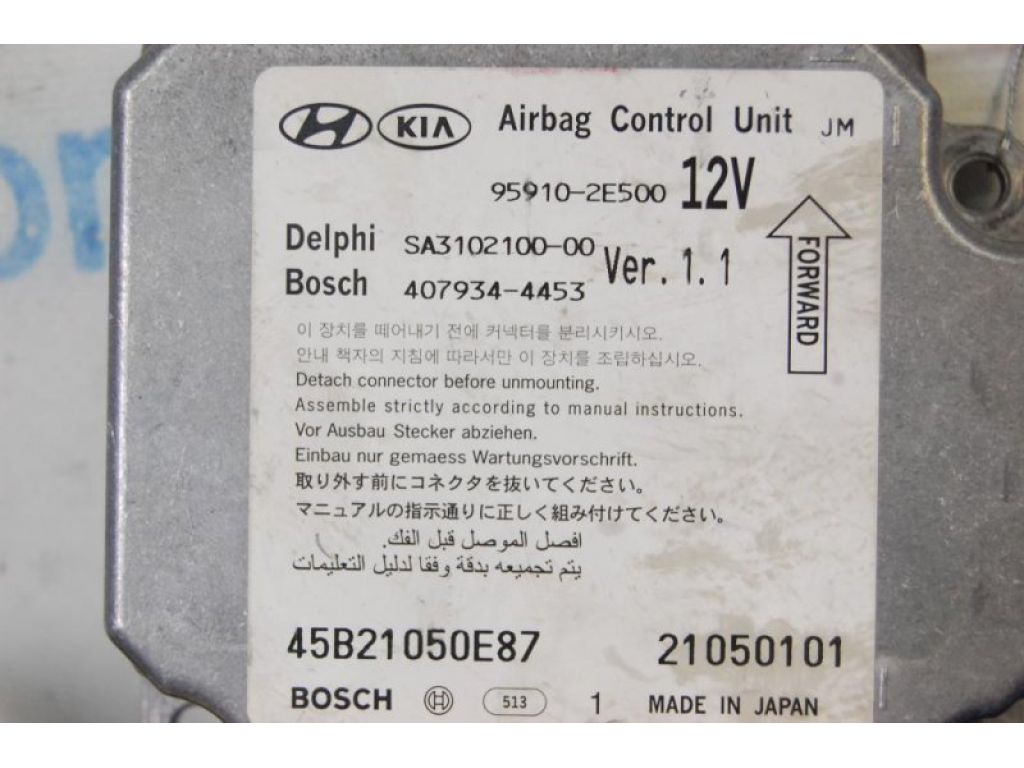 KIA Airbag Control Unit JM
95910-2E500 12V
Delphi SA3102100-00
Ver. 1.1
Bosch 407934-4453
FORWARD
이 장치를 떼어내기 전에 커넥터를 분리시키시오.
안내 책자의 지침에 따라서만 이 장치를 조립하십시오.
Detach connector before unmounting.
Assemble strictly according to manual instructions.
Vor Ausbau Stecker abziehen.
Einbau nur gemaess Wartungsvorschrift.
取り外す前にコネクタを抜いてください。
マニュアルの指示通りに正しく組み付けてください。
افصل الموصل قبل الفك.
يتم تجميعه بدقة وفقا لدليل التعليمات
45B21050E87 21050101
BOSCH 513 1 MADE IN JAPAN